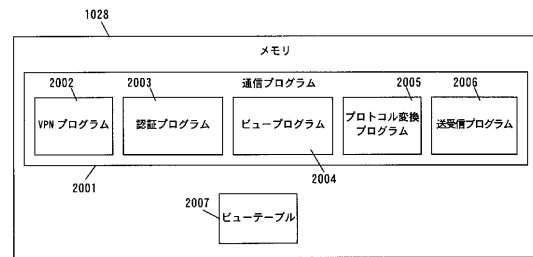 1028
メモリ
通信プログラム
2002
2003
2005
2006
VPN プログラム
認証プログラム
ビュープログラム
プロトコル変換
プログラム
送受信プログラム
2001
2004
2007
ビューテーブル